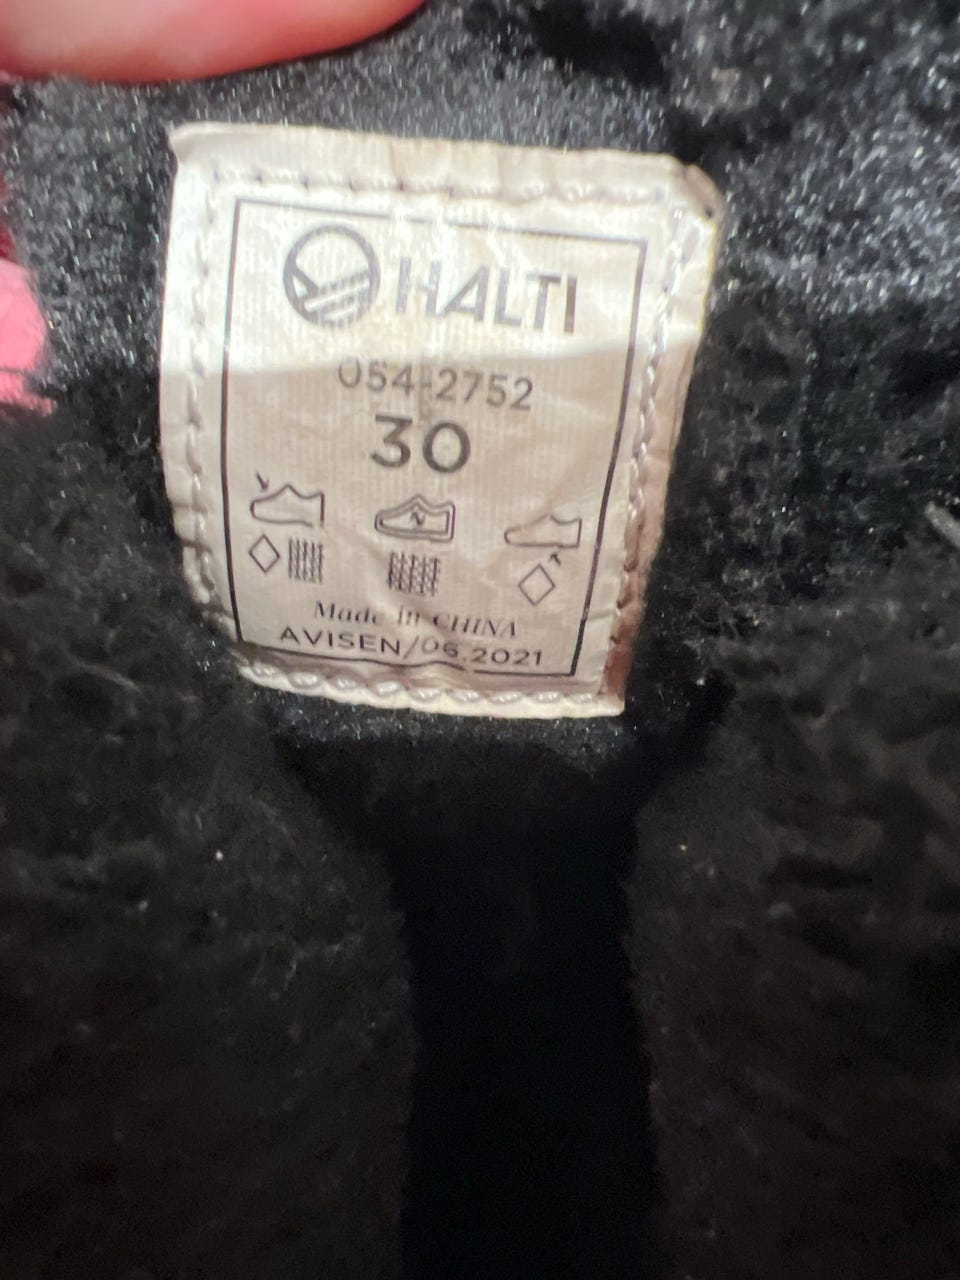 HALTI
054-2752
30
Made in CHINA
AVISEN/06.2021